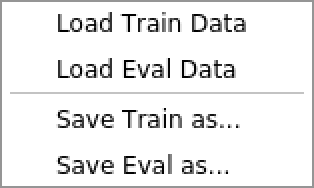 Load Train Data
Load Eval Data
Save Train as...
Save Eval as...